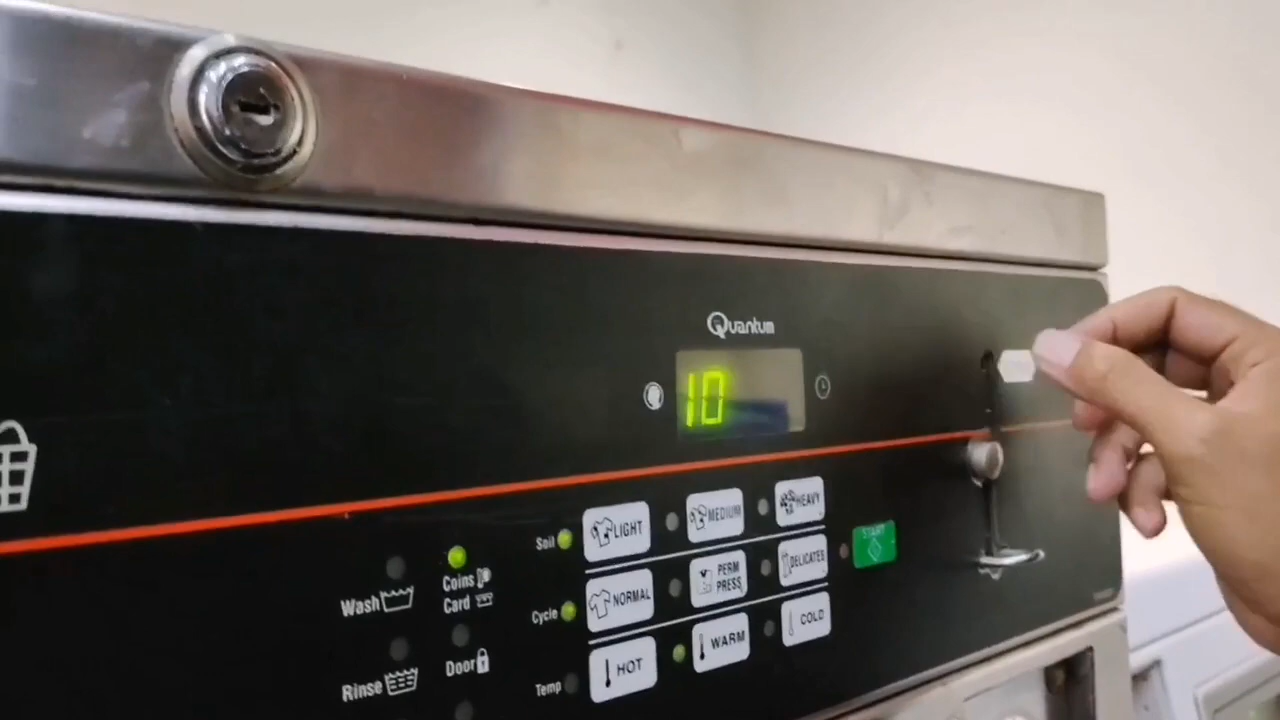 Quantum
10
LIGHT
MEDIUM
HEAVY
Soil
START
NORMAL
PERM
PRESS
DELICATES
Cycle
HOT
WARM
COLD
Temp
Wash
Coins
Card
Rinse
Door